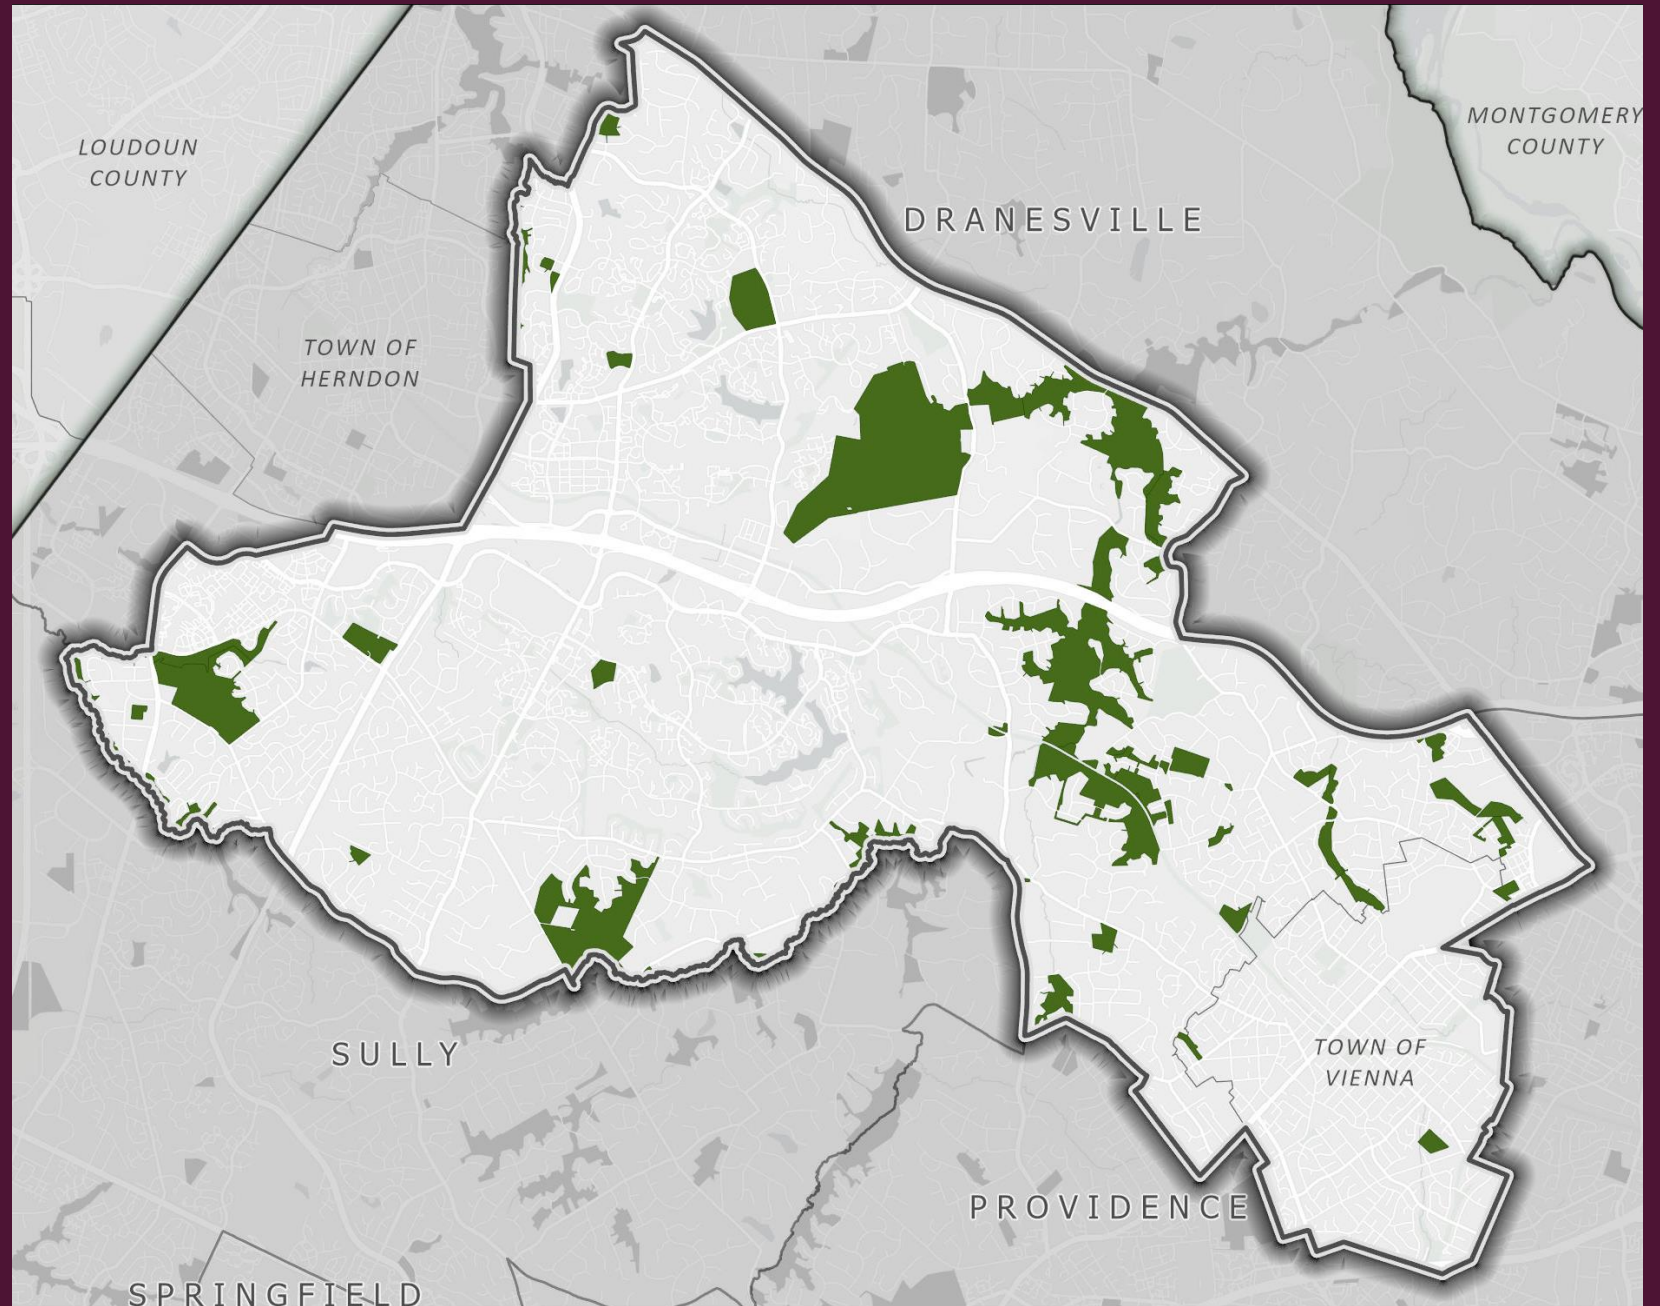 MONTGOMERY
COUNTY
LOUDOUN
COUNTY
DRANESVILLE
TOWN OF
HERNDON
SULLY
TOWN OF
VIENNA
PROVIDENCE
SPRINGFIELD